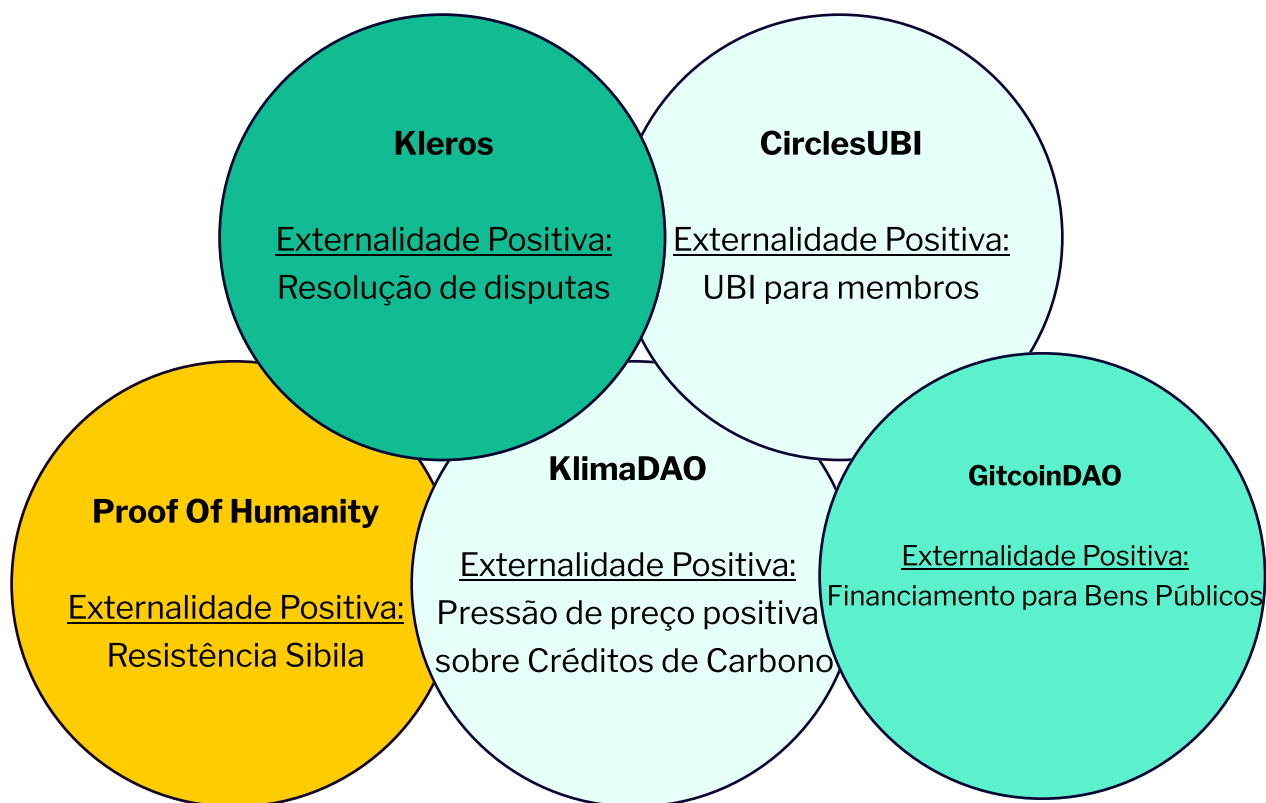 Kleros
Externalidade Positiva:
Resolução de disputas
CirclesUBI
Externalidade Positiva:
UBI para membros
Proof Of Humanity
Externalidade Positiva:
Resistência Sibila
KlimaDAO
Externalidade Positiva:
Pressão de preço positiva
sobre Créditos de Carbono
GitcoinDAO
Externalidade Positiva:
Financiamento para Bens Públicos